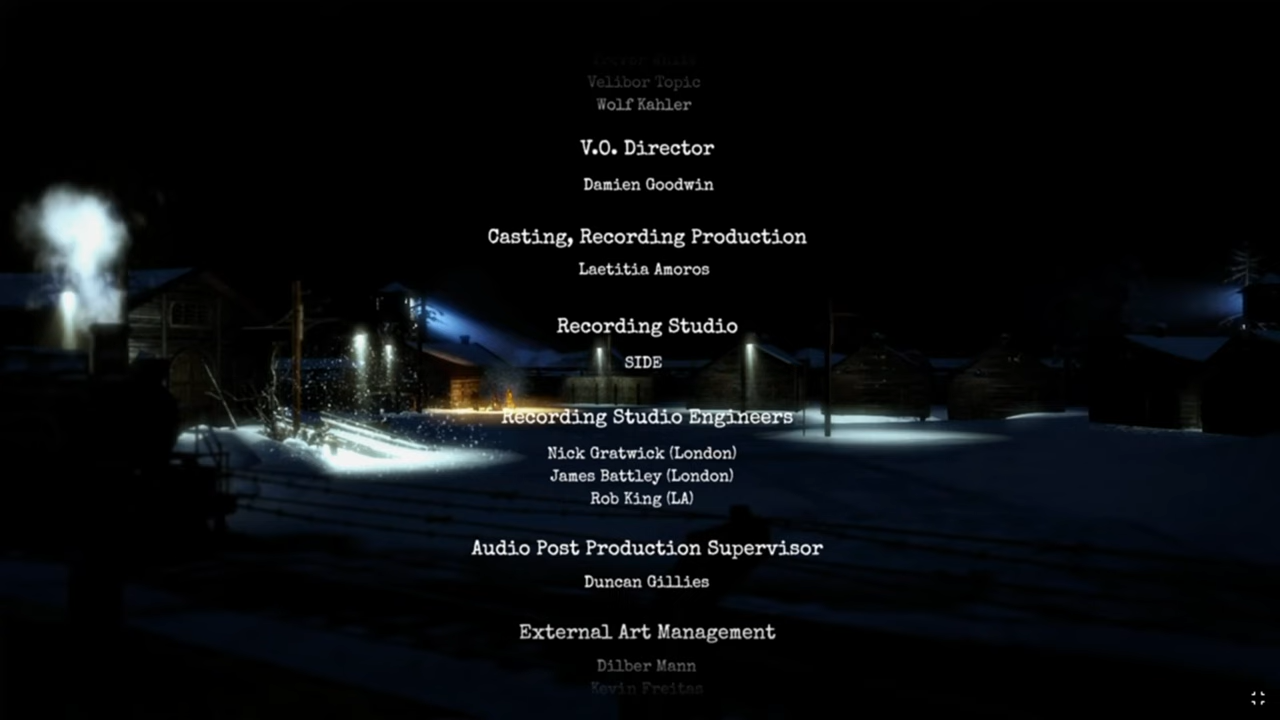 Velibor Topic
Wolf Kahler
V.O. Director
Damien Goodwin
Casting, Recording Production
Laetitia Amoros
Recording Studio
SIDE
Recording Studio Engineers
Nick Gratwick (London)
James Battley (London)
Rob King (LA)
Audio Post Production Supervisor
Duncan Gillies
External Art Management
Dilber Mann
Kevin Freitas